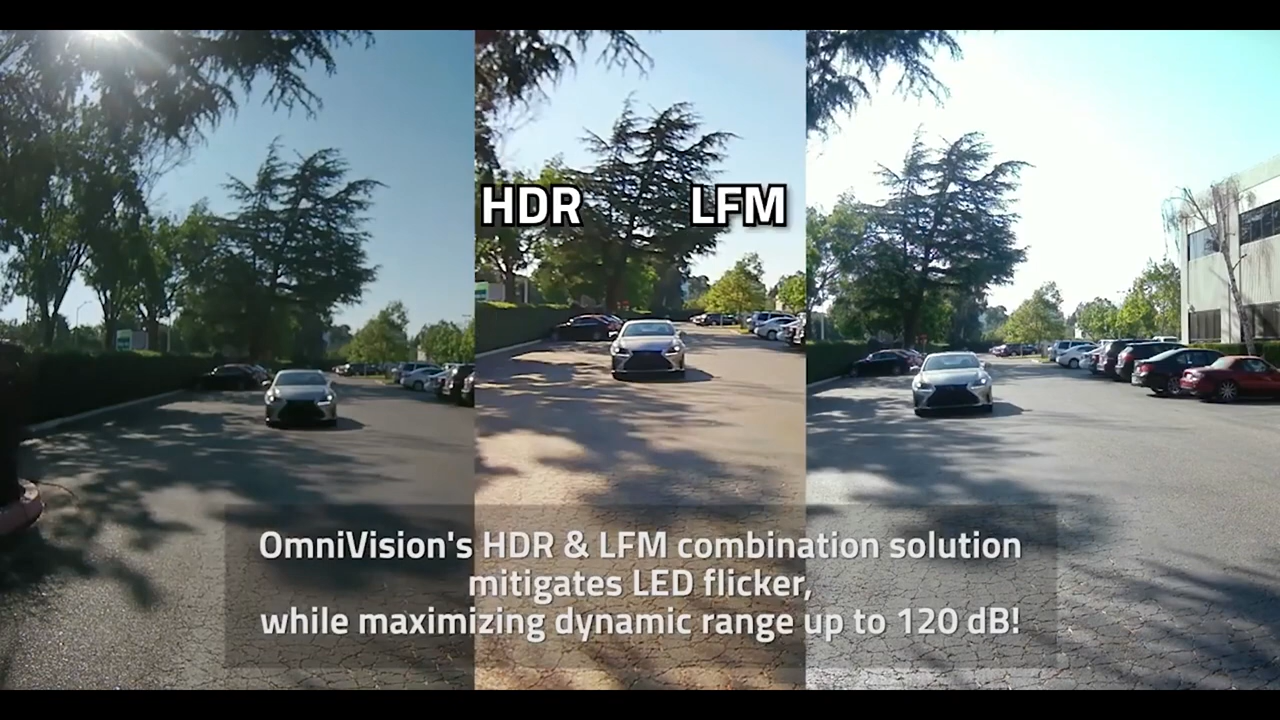 HDR LFM
OmniVision's HDR & LFM combination solution
mitigates LED flicker,
while maximizing dynamic range up to 120 dB!